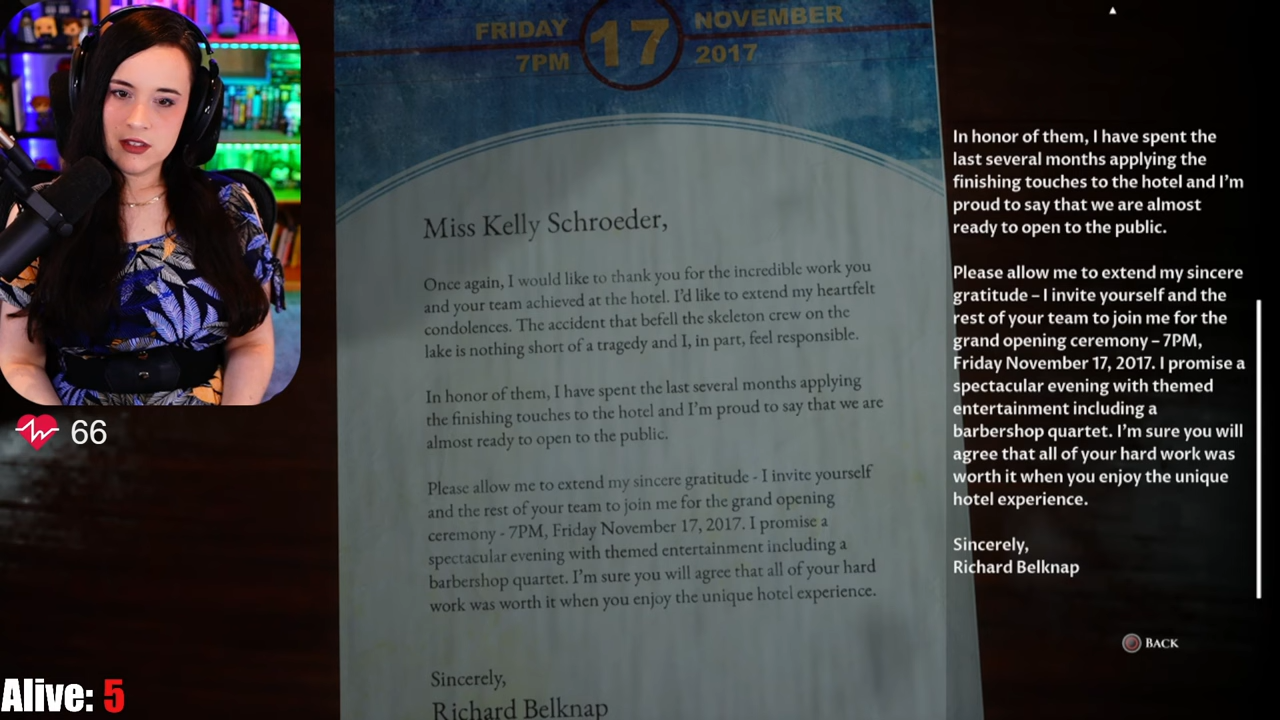 FRIDAY
7PM
17
NOVEMBER
2017
Miss Kelly Schroeder,
Once again, I would like to thank you for the incredible work you
and your team achieved at the hotel. I'd like to extend my heartfelt
condolences. The accident that befell the skeleton crew on the
lake is nothing short of a tragedy and I, in part, feel responsible.
In honor of them, I have spent the last several months applying
the finishing touches to the hotel and I'm proud to say that we are
almost ready to open to the public.
Please allow me to extend my sincere gratitude - I invite yourself
and the rest of your team to join me for the grand opening
ceremony - 7PM, Friday November 17, 2017. I promise a
spectacular evening with themed entertainment including a
barbershop quartet. I'm sure you will agree that all of your hard
work was worth it when you enjoy the unique hotel experience.
Sincerely,
Richard Belknap
In honor of them, I have spent the
last several months applying the
finishing touches to the hotel and I'm
proud to say that we are almost
ready to open to the public.
Please allow me to extend my sincere
gratitude – I invite yourself and the
rest of your team to join me for the
grand opening ceremony – 7PM,
Friday November 17, 2017. I promise a
spectacular evening with themed
entertainment including a
barbershop quartet. I'm sure you will
agree that all of your hard work was
worth it when you enjoy the unique
hotel experience.
Sincerely,
Richard Belknap
BACK
66
Alive: 5